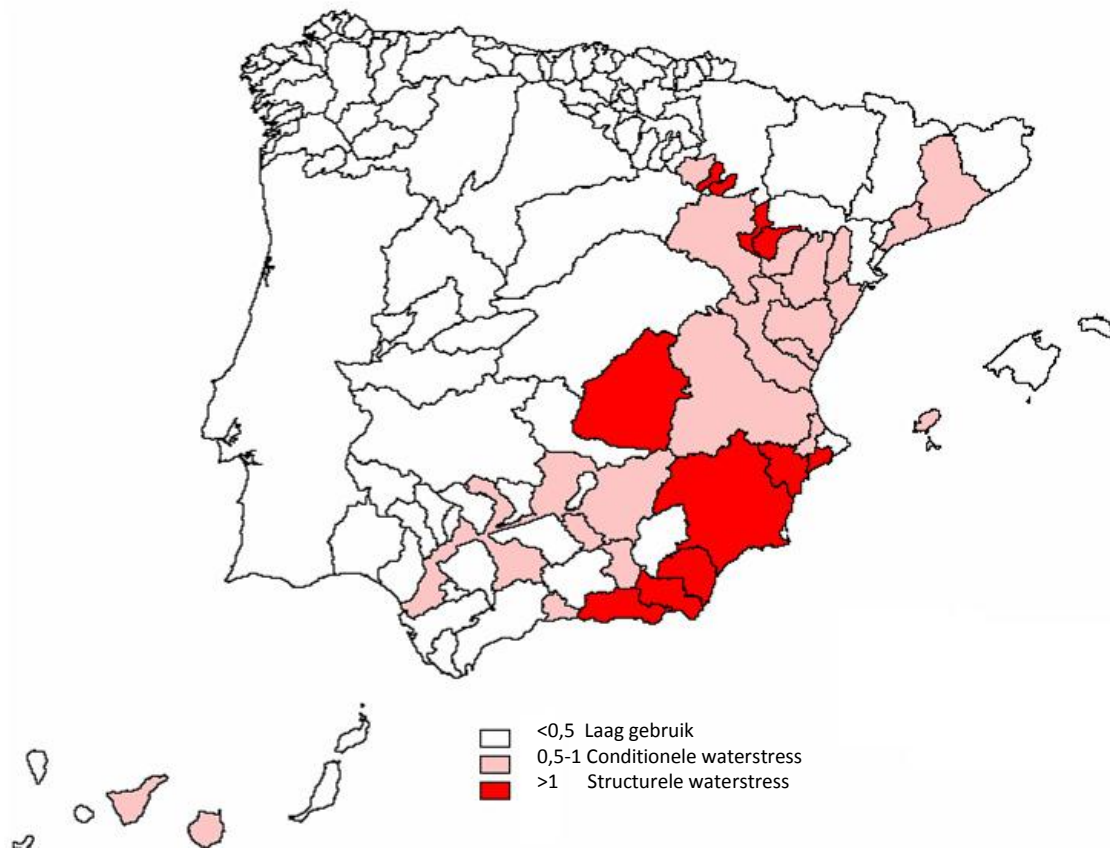 <0,5 Laag gebruik
0,5-1 Conditionele waterstress
>1 Structurele waterstress